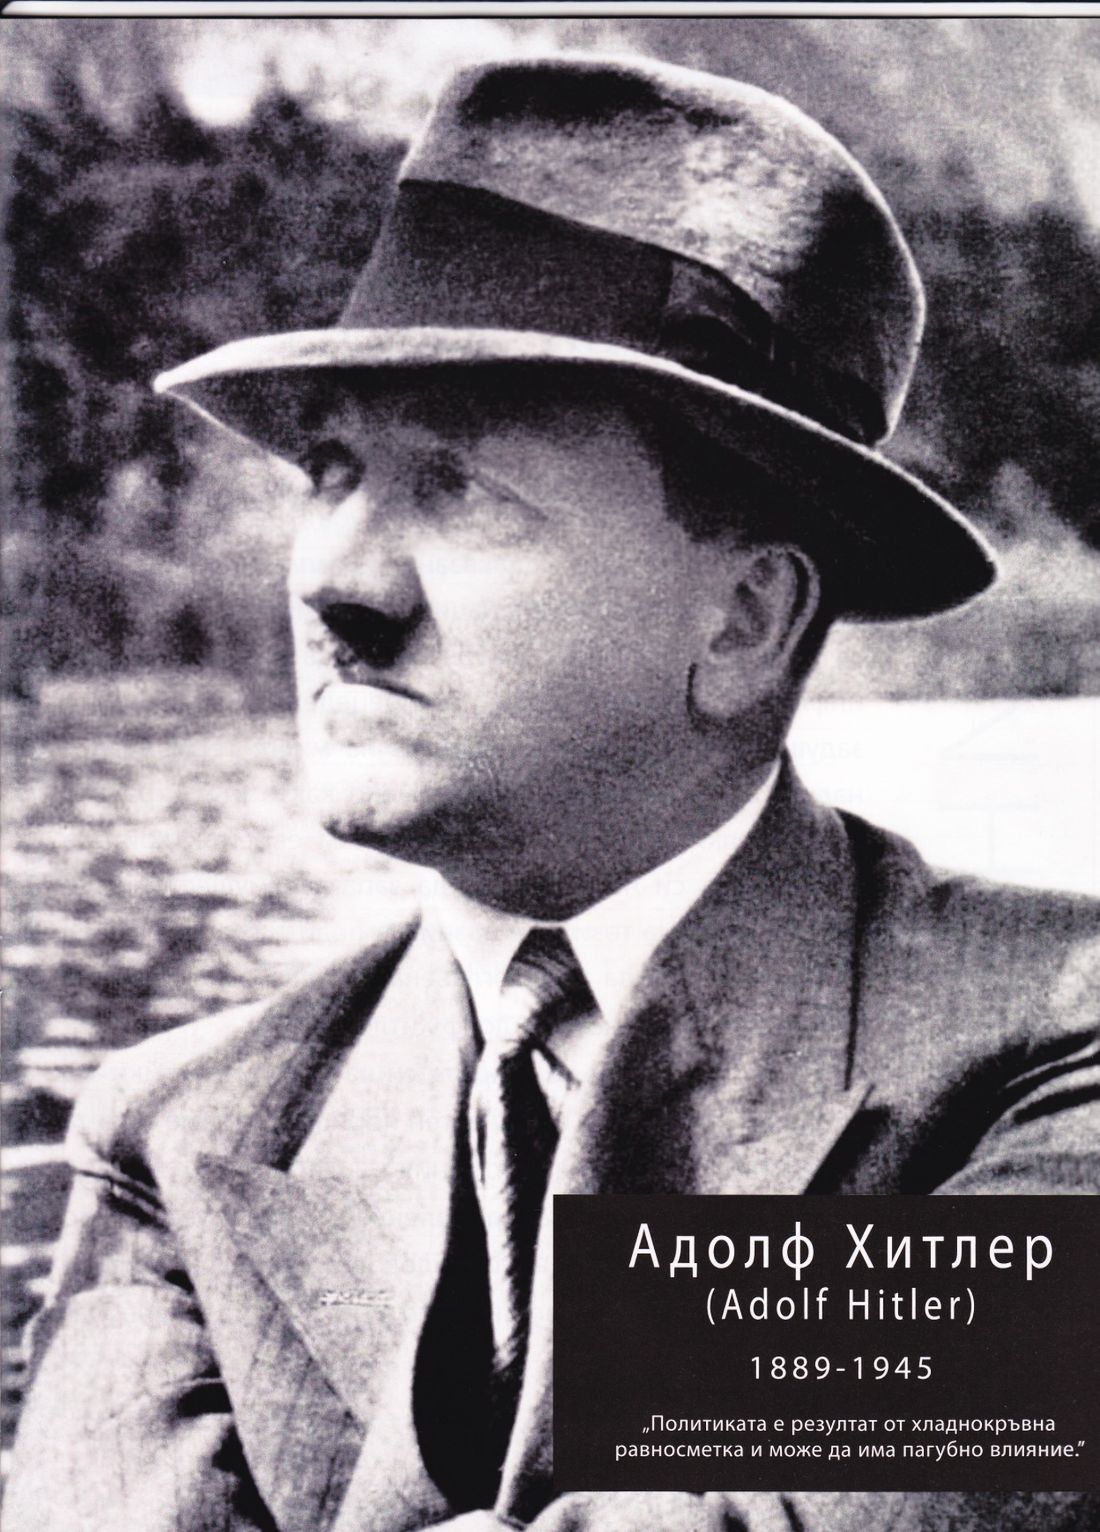 Адолф Хитлер
(Adolf Hitler)
1889-1945
„Политиката е резултат от хладнокръвна
равносметка и може да има пагубно влияние.”